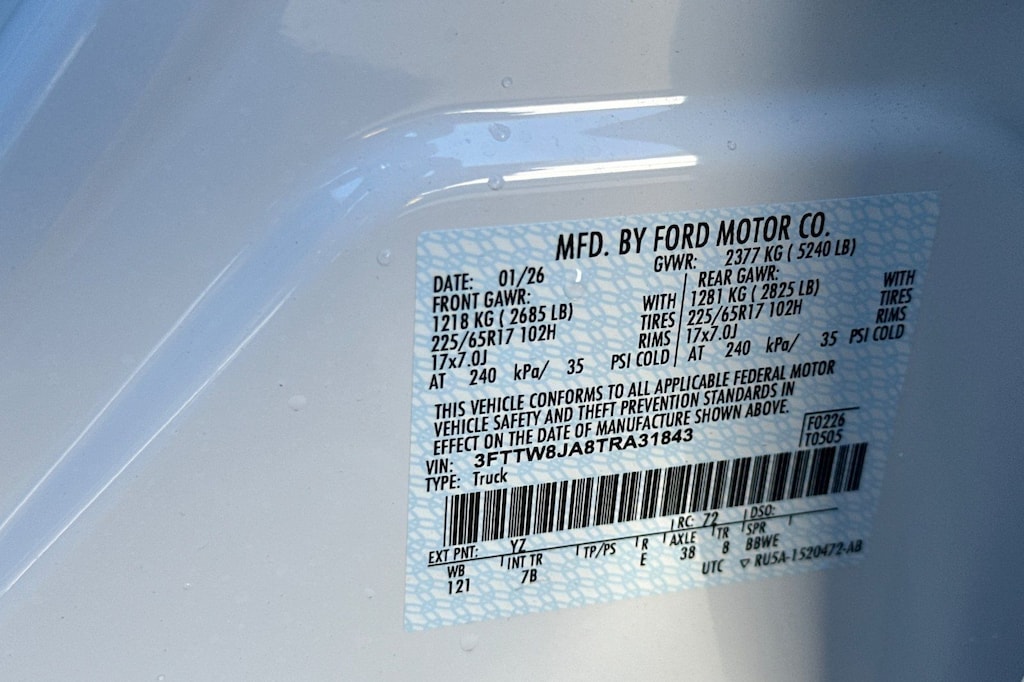 MFD. BY FORD MOTOR CO.
DATE: 01/26
GVWR: 2377 KG ( 5240 LB)
FRONT GAWR:
1218 KG ( 2685 LB) WITH
225/65R17 102H TIRES
17x7.0J RIMS
AT 240 kPa/ 35 PSI COLD
REAR GAWR:
1281 KG ( 2825 LB) WITH
225/65R17 102H TIRES
17x7.0J RIMS
AT 240 kPa/ 35 PSI COLD
THIS VEHICLE CONFORMS TO ALL APPLICABLE FEDERAL MOTOR
VEHICLE SAFETY AND THEFT PREVENTION STANDARDS IN
EFFECT ON THE DATE OF MANUFACTURE SHOWN ABOVE.
VIN: 3FTTW8JA8TRA31843
TYPE: Truck
F0226
T0505
EXT PNT: YZ RC: 72 DSO:
WB INT TR TP/PS R AXLE TR SPR
121 7B E 38 8 BBWE
UTC ▽ RU5A-1520472-AB